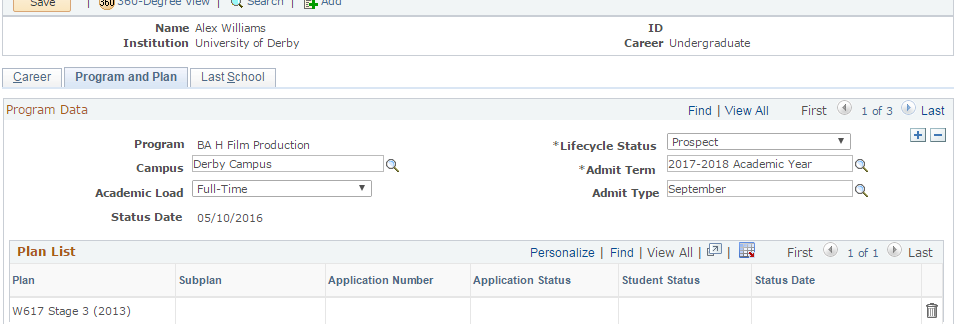 Save | 360 360-Degree View | Search | Add
Name Alex Williams ID
Institution University of Derby Career Undergraduate
Career Program and Plan Last School
Program Data Find | View All First 1 of 3 Last
Program BA H Film Production *Lifecycle Status Prospect
Campus Derby Campus *Admit Term 2017-2018 Academic Year
Academic Load Full-Time Admit Type September
Status Date 05/10/2016
Plan List Personalize | Find | View All | | First 1 of 1 Last
Plan Subplan Application Number Application Status Student Status Status Date
W617 Stage 3 (2013)